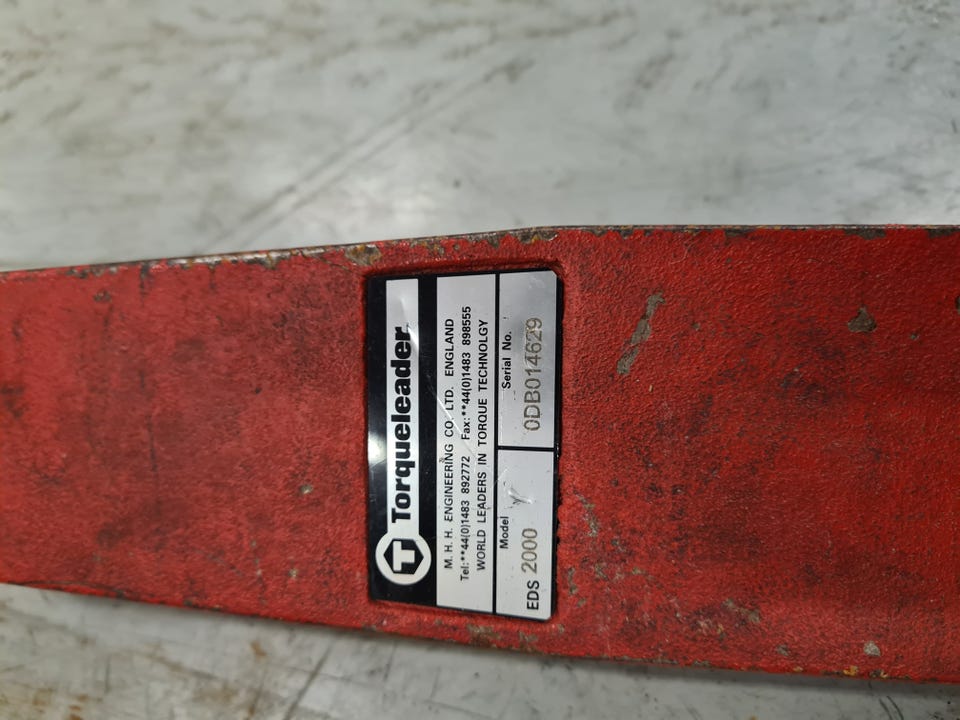 Torqueleader
M. H. H. ENGINEERING CO. LTD. ENGLAND
Tel:**44(0)1483 892772 Fax:**44(0)1483 898555
WORLD LEADERS IN TORQUE TECHNOLGY
Model
EDS 2000
Serial No.
0DB014629